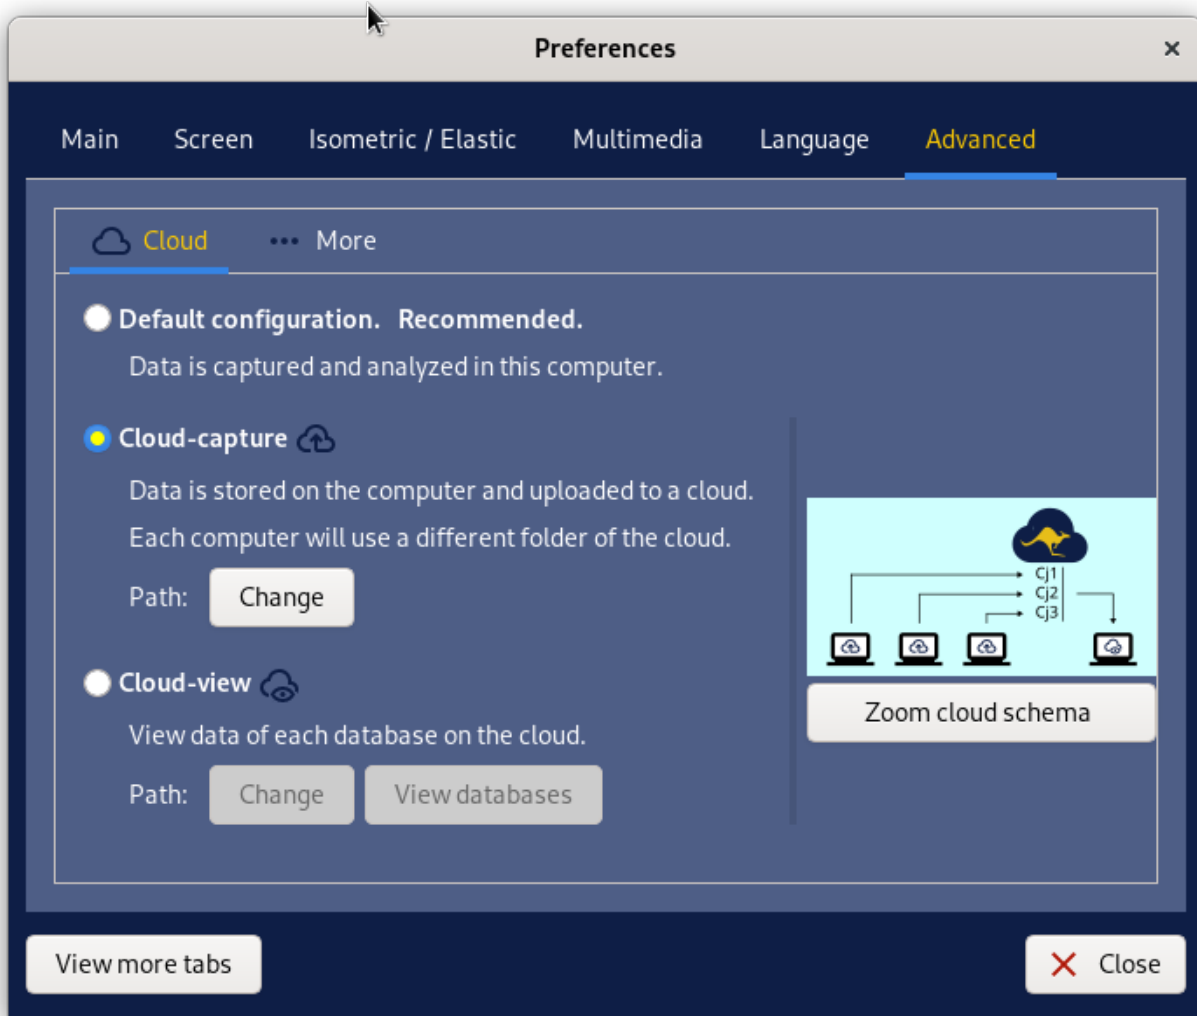 Preferences
Main Screen Isometric / Elastic Multimedia Language Advanced
Cloud More
Default configuration. Recommended.
Data is captured and analyzed in this computer.
Cloud-capture
Data is stored on the computer and uploaded to a cloud.
Each computer will use a different folder of the cloud.
Path: Change
Cj1
Cj2
Cj3
Cloud-view
Zoom cloud schema
View data of each database on the cloud.
Path: Change View databases
View more tabs Close